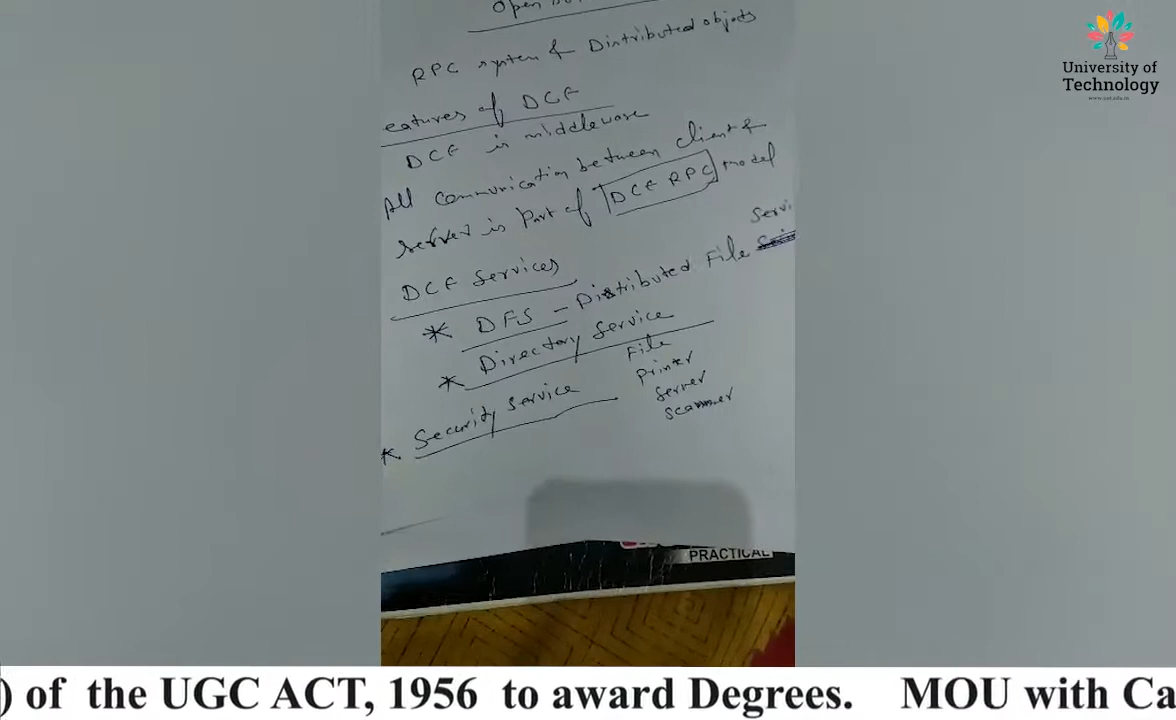 Open
RPC system & Distributed objects
eatures of DCE
DCE is middleware
All communication between client &
server is Part of DCE RPC model
DCE Services
Servi
* DFS - Distributed File
* Directory Service
File
Printer
Server
Scanner
* Security Service
PRACTICAL
University of
Technology
) of the UGC ACT, 1956 to award Degrees. MOU with Ca